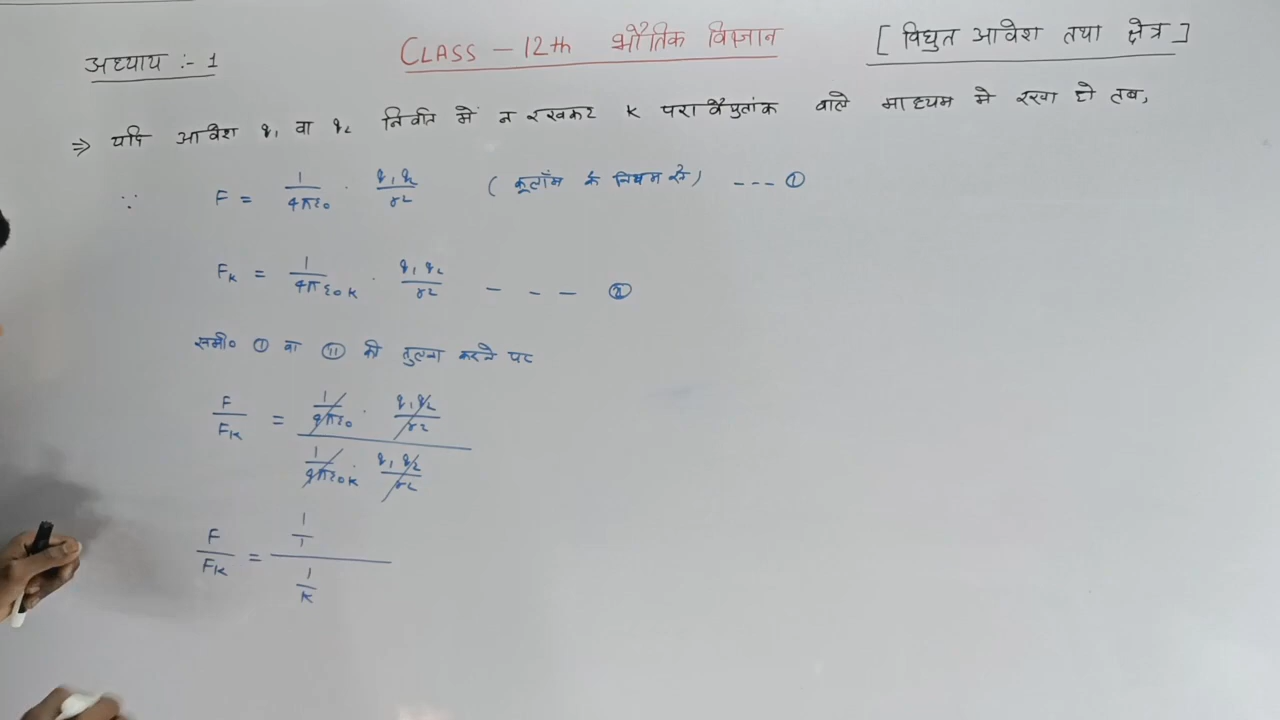 अध्याय :- 1 CLASS - 12th भौतिक विज्ञान [ विधुत आवेश तथा क्षेत्र ]
⇒ यदि आवेश q₁ वा q₂ निर्वात में न रखकर K परावैधुतांक वाले माध्यम मे रखा हो तब,
∵ F = 1/4πε₀ · q₁q₂/r² (कूलॉम के नियम से) --- ①
Fₖ = 1/4πε₀K · q₁q₂/r² - - - ②
समी० ① वा ⑪ की तुलना करने पर
F/Fₖ = (1/4πε₀ · q₁q₂/r²) / (1/4πε₀K · q₁q₂/r²)
F/Fₖ = (1/1) / (1/K)